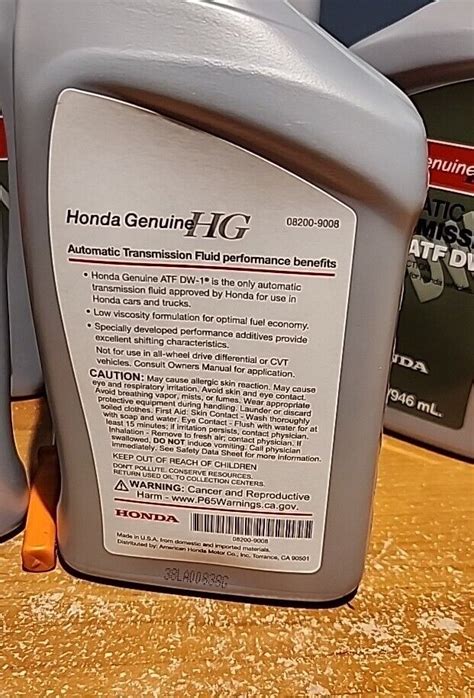 Honda Genuine HG 08200-9008
Automatic Transmission Fluid performance benefits
• Honda Genuine ATF DW-1® is the only automatic
transmission fluid approved by Honda for use in
Honda cars and trucks.
• Low viscosity formulation for optimal fuel economy.
• Specially developed performance additives provide
excellent shifting characteristics.
Not for use in all-wheel drive differential or CVT
vehicles. Consult Owners Manual for application.
CAUTION: May cause allergic skin reaction. May cause
eye and respiratory irritation. Avoid skin and eye contact.
Avoid breathing vapor, mists, or fumes. Wear appropriate
protective equipment during handling. Launder or discard
soiled clothes. First Aid: Skin Contact - Wash thoroughly
with soap and water; Eye Contact - Flush with water for at
least 15 minutes; if irritation persists, contact physician.
Inhalation - Remove to fresh air; contact physician. If
swallowed, DO NOT induce vomiting. Call physician
immediately. See Safety Data Sheet for more information.
KEEP OUT OF REACH OF CHILDREN
DON'T POLLUTE. CONSERVE RESOURCES.
RETURN USED OIL TO COLLECTION CENTERS.
WARNING: Cancer and Reproductive
Harm - www.P65Warnings.ca.gov.
HONDA
08200-9008
Made in U.S.A. from domestic and imported materials.
Distributed by: American Honda Motor Co., Inc. Torrance, CA 90501
38LA00838G
enuine
ATIC
MISS
ATF DW
NDA
946 mL.